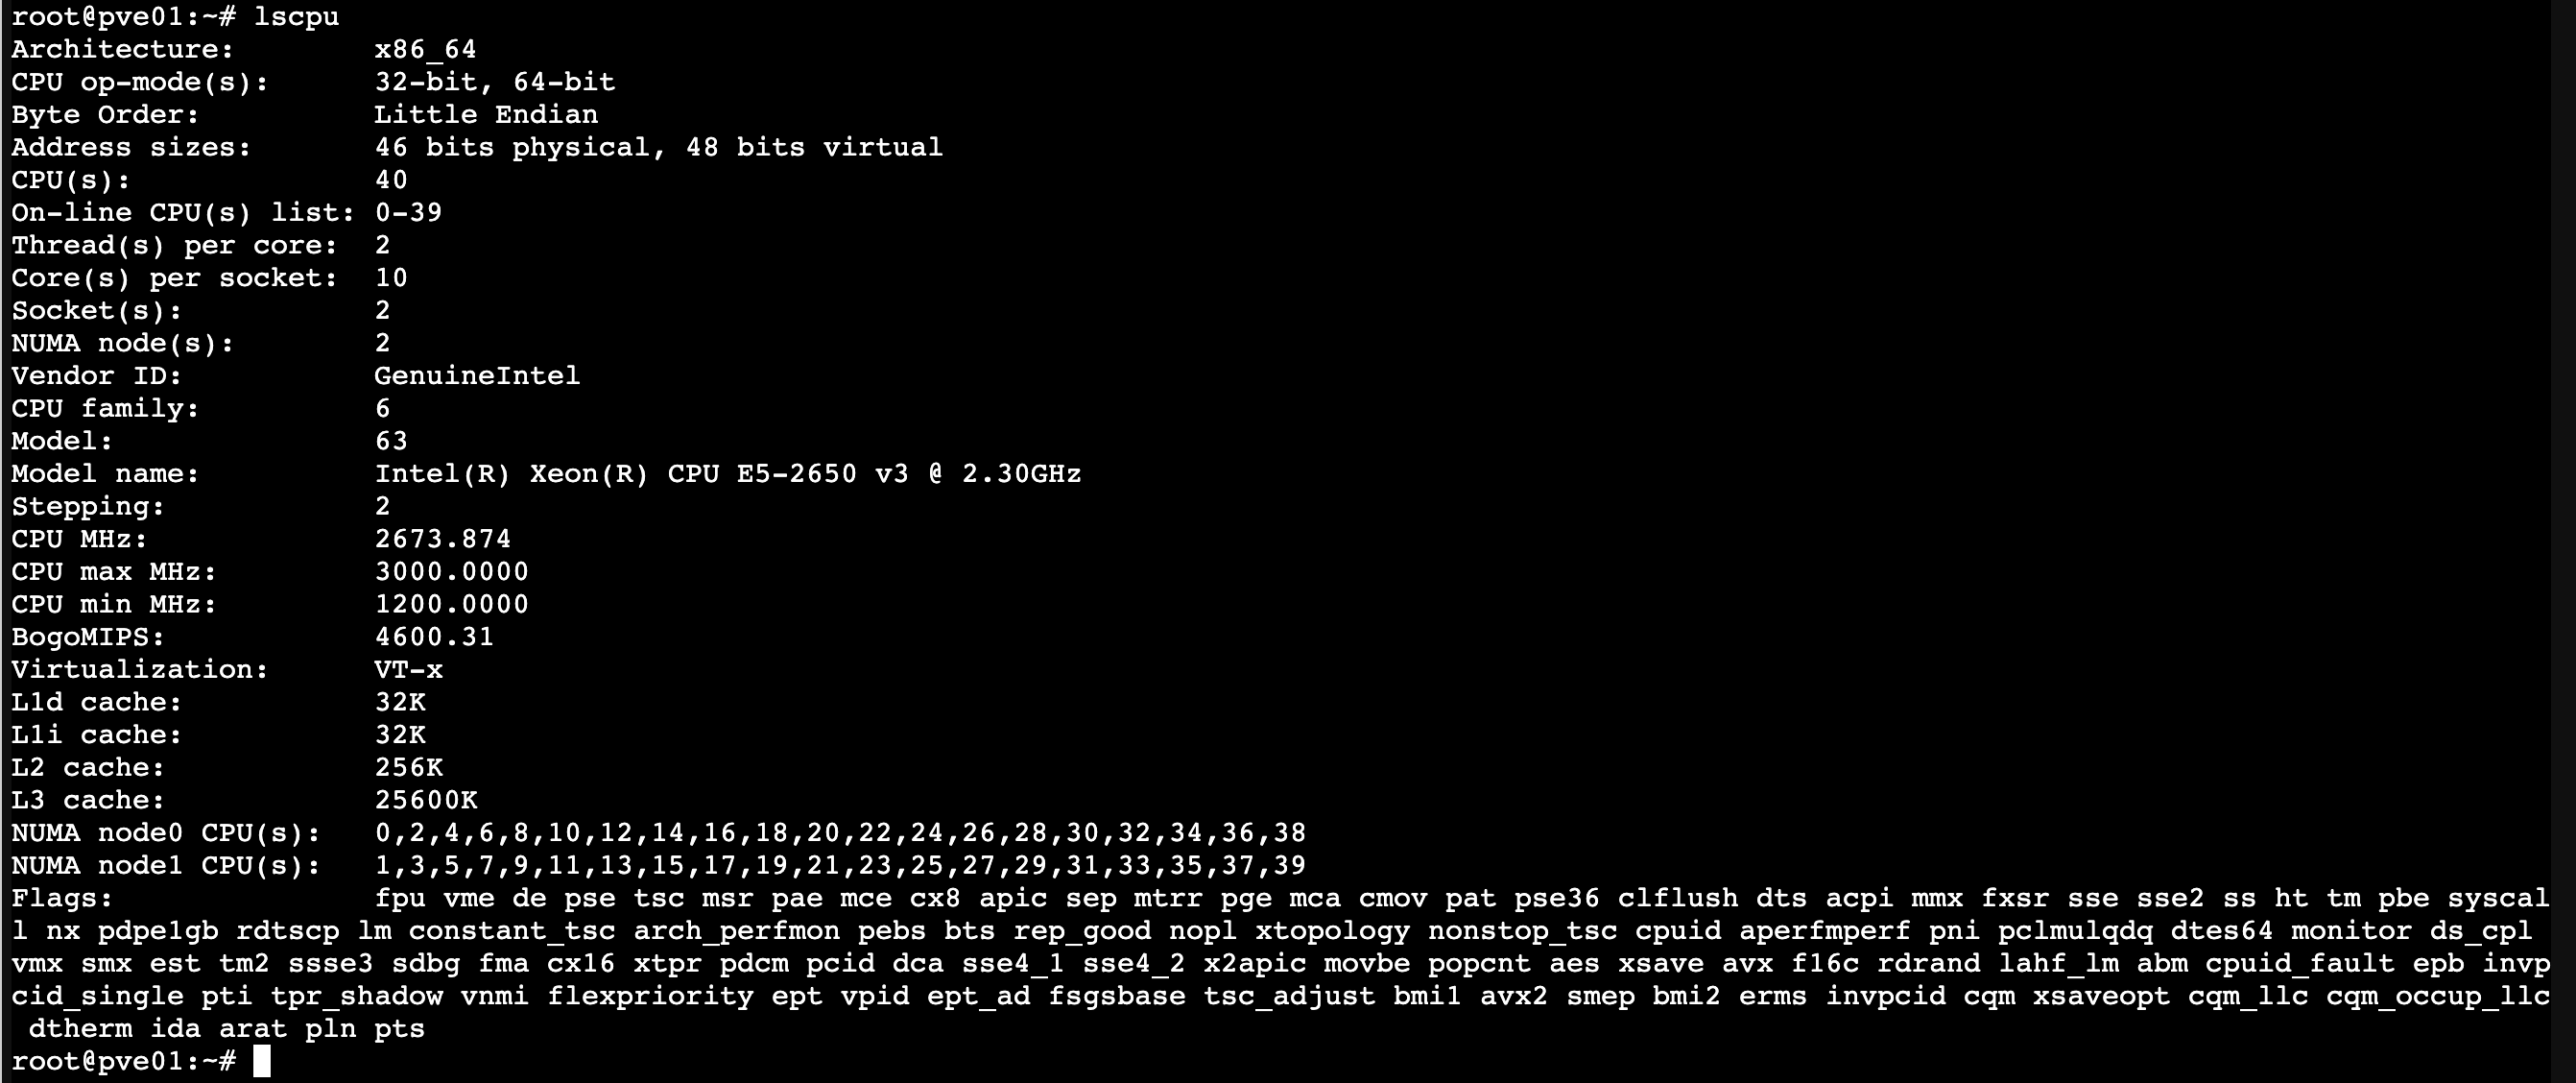 root@pve01:~# lscpu
Architecture:        x86_64
CPU op-mode(s):      32-bit, 64-bit
Byte Order:          Little Endian
Address sizes:       46 bits physical, 48 bits virtual
CPU(s):              40
On-line CPU(s) list: 0-39
Thread(s) per core:  2
Core(s) per socket:  10
Socket(s):           2
NUMA node(s):        2
Vendor ID:           GenuineIntel
CPU family:          6
Model:               63
Model name:          Intel(R) Xeon(R) CPU E5-2650 v3 @ 2.30GHz
Stepping:            2
CPU MHz:             2673.874
CPU max MHz:         3000.0000
CPU min MHz:         1200.0000
BogoMIPS:            4600.31
Virtualization:      VT-x
L1d cache:           32K
L1i cache:           32K
L2 cache:            256K
L3 cache:            25600K
NUMA node0 CPU(s):   0,2,4,6,8,10,12,14,16,18,20,22,24,26,28,30,32,34,36,38
NUMA node1 CPU(s):   1,3,5,7,9,11,13,15,17,19,21,23,25,27,29,31,33,35,37,39
Flags:               fpu vme de pse tsc msr pae mce cx8 apic sep mtrr pge mca cmov pat pse36 clflush dts acpi mmx fxsr sse sse2 ss ht tm pbe syscal
l nx pdpe1gb rdtscp lm constant_tsc arch_perfmon pebs bts rep_good nopl xtopology nonstop_tsc cpuid aperfmperf pni pclmulqdq dtes64 monitor ds_cpl
vmx smx est tm2 ssse3 sdbg fma cx16 xtpr pdcm pcid dca sse4_1 sse4_2 x2apic movbe popcnt aes xsave avx f16c rdrand lahf_lm abm cpuid_fault epb invp
cid_single pti tpr_shadow vnmi flexpriority ept vpid ept_ad fsgsbase tsc_adjust bmi1 avx2 smep bmi2 erms invpcid cqm xsaveopt cqm_llc cqm_occup_llc
 dtherm ida arat pln pts
root@pve01:~#